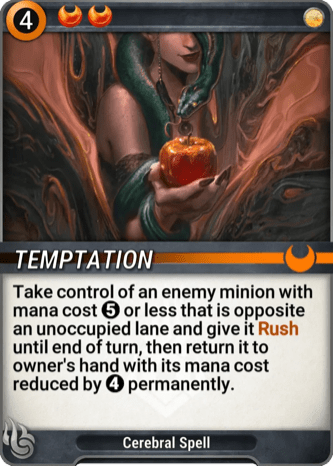 4
TEMPTATION
Take control of an enemy minion with
mana cost 5 or less that is opposite
an unoccupied lane and give it Rush
until end of turn, then return it to
owner's hand with its mana cost
reduced by 4 permanently.
Cerebral Spell